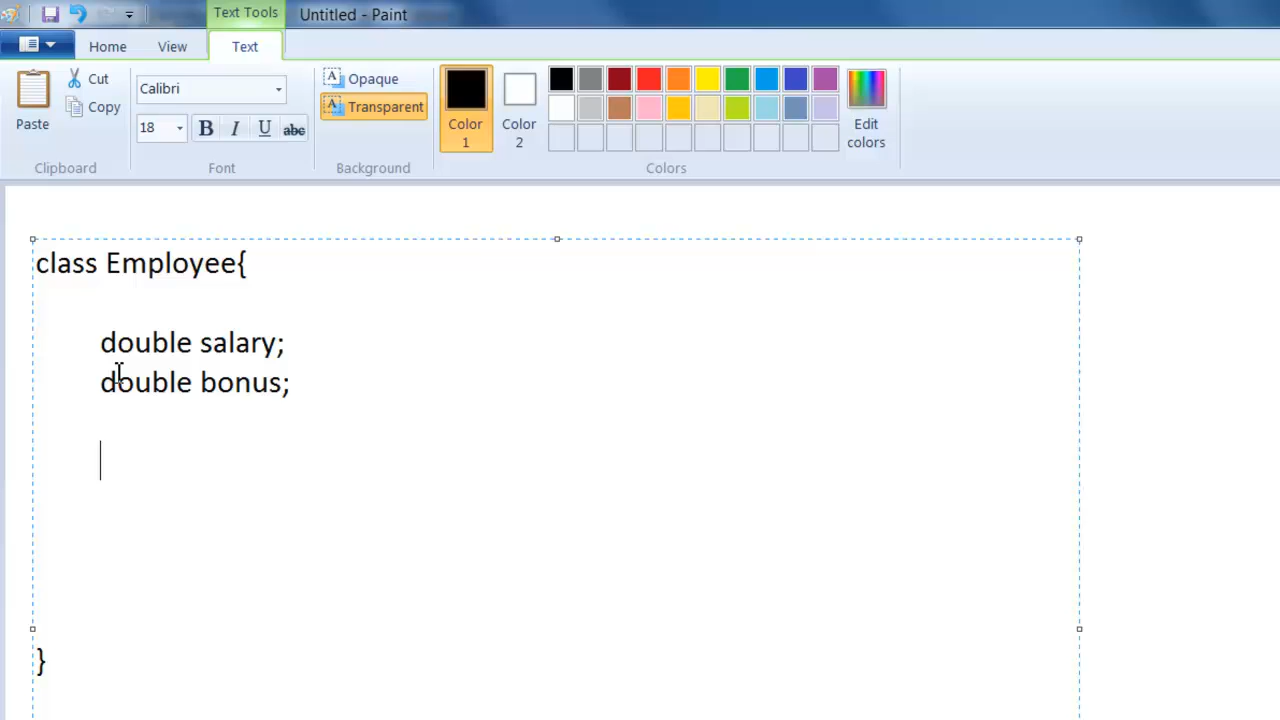 Text Tools Untitled - Paint
Home View Text
Paste
Cut
Copy
Clipboard
Calibri
18 B I U abc
Font
Opaque
Transparent
Background
Color 1
Color 2
Edit colors
Colors
class Employee{
double salary;
double bonus;
}